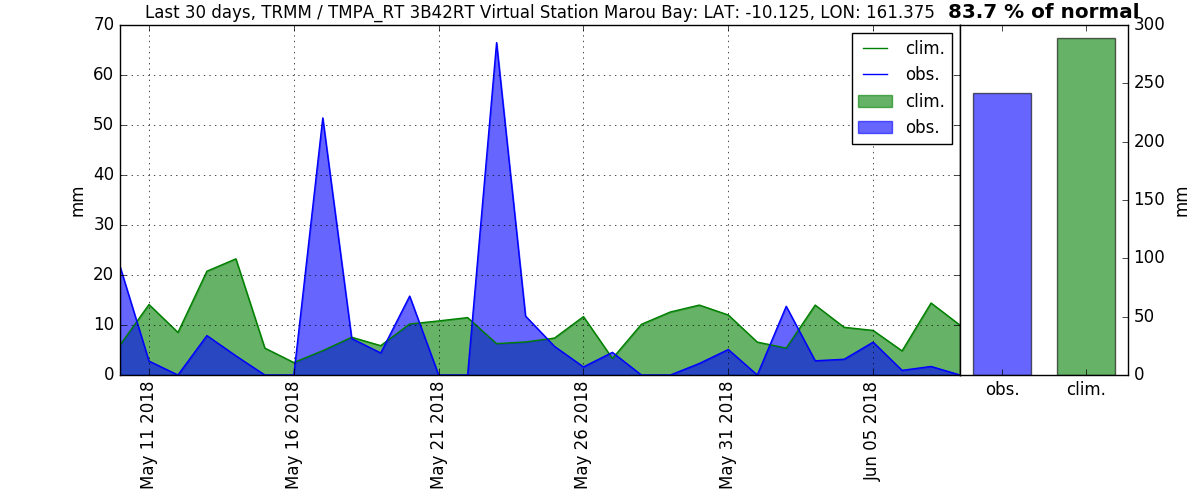 Last 30 days, TRMM / TMPA_RT 3B42RT Virtual Station Marou Bay: LAT: -10.125, LON: 161.375
83.7 % of normal
70
60
50
40
30
20
10
0
mm
clim.
obs.
clim.
obs.
May 11 2018
May 16 2018
May 21 2018
May 26 2018
May 31 2018
Jun 05 2018
300
250
200
150
100
50
0
mm
obs.
clim.